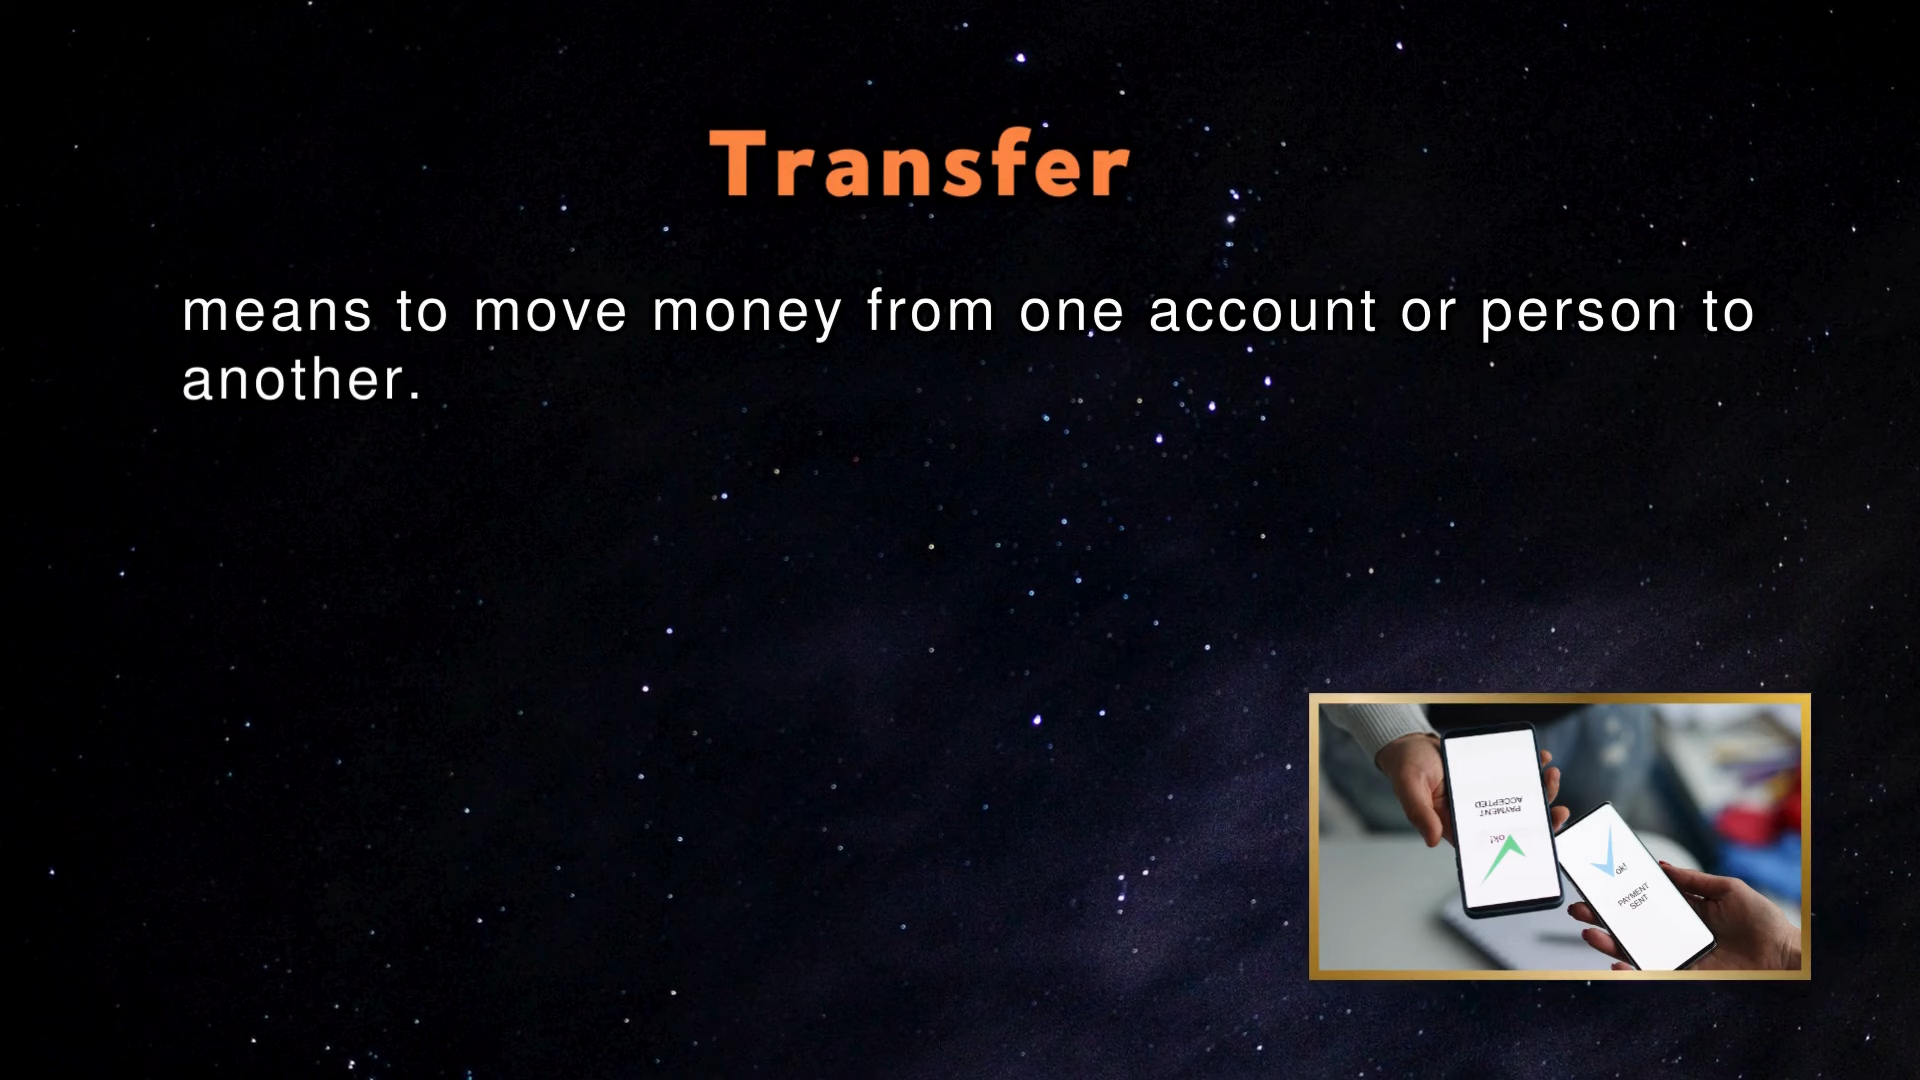 Transfer
means to move money from one account or person to
another.
PAYMENT
ACCEPTED
ok!
ok!
PAYMENT
SENT